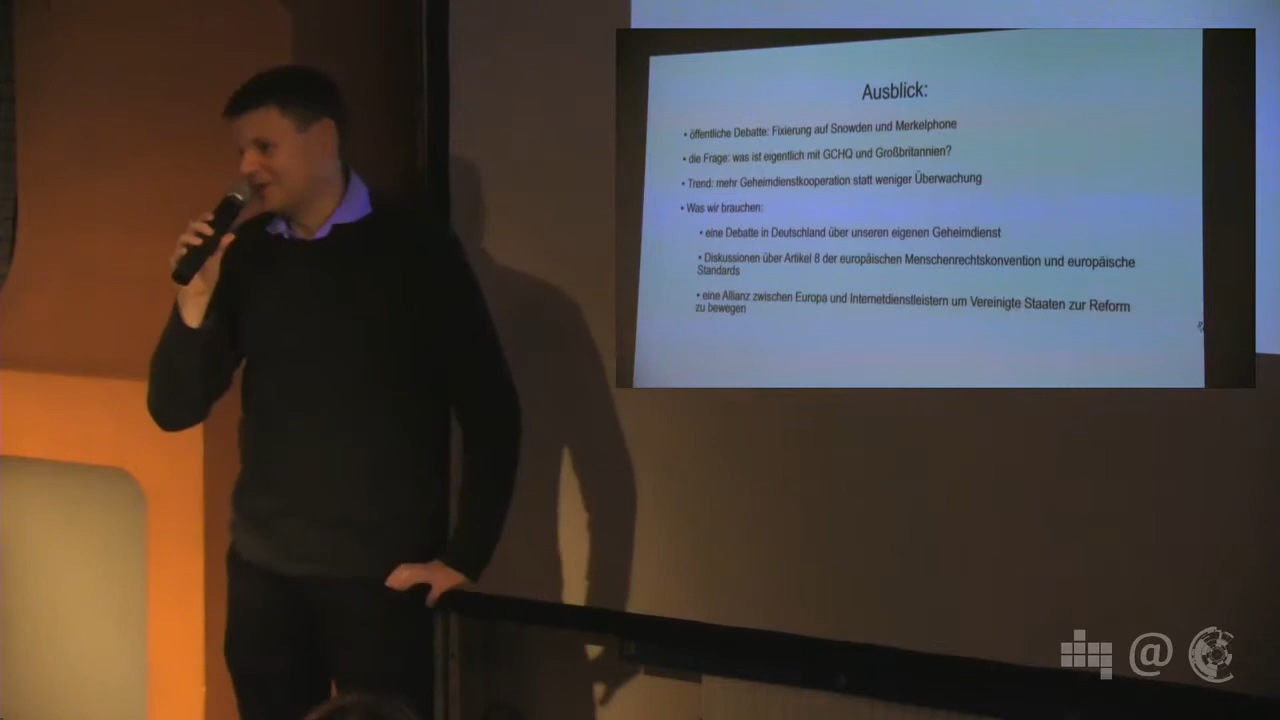 Ausblick:
• öffentliche Debatte: Fixierung auf Snowden und Merkelphone
• die Frage: was ist eigentlich mit GCHQ und Großbritannien?
• Trend: mehr Geheimdienstkooperation statt weniger Überwachung
• Was wir brauchen:
• eine Debatte in Deutschland über unseren eigenen Geheimdienst
• Diskussionen über Artikel 8 der europäischen Menschenrechtskonvention und europäische
Standards
• eine Allianz zwischen Europa und Internetdienstleistern um Vereinigte Staaten zur Reform
zu bewegen
@